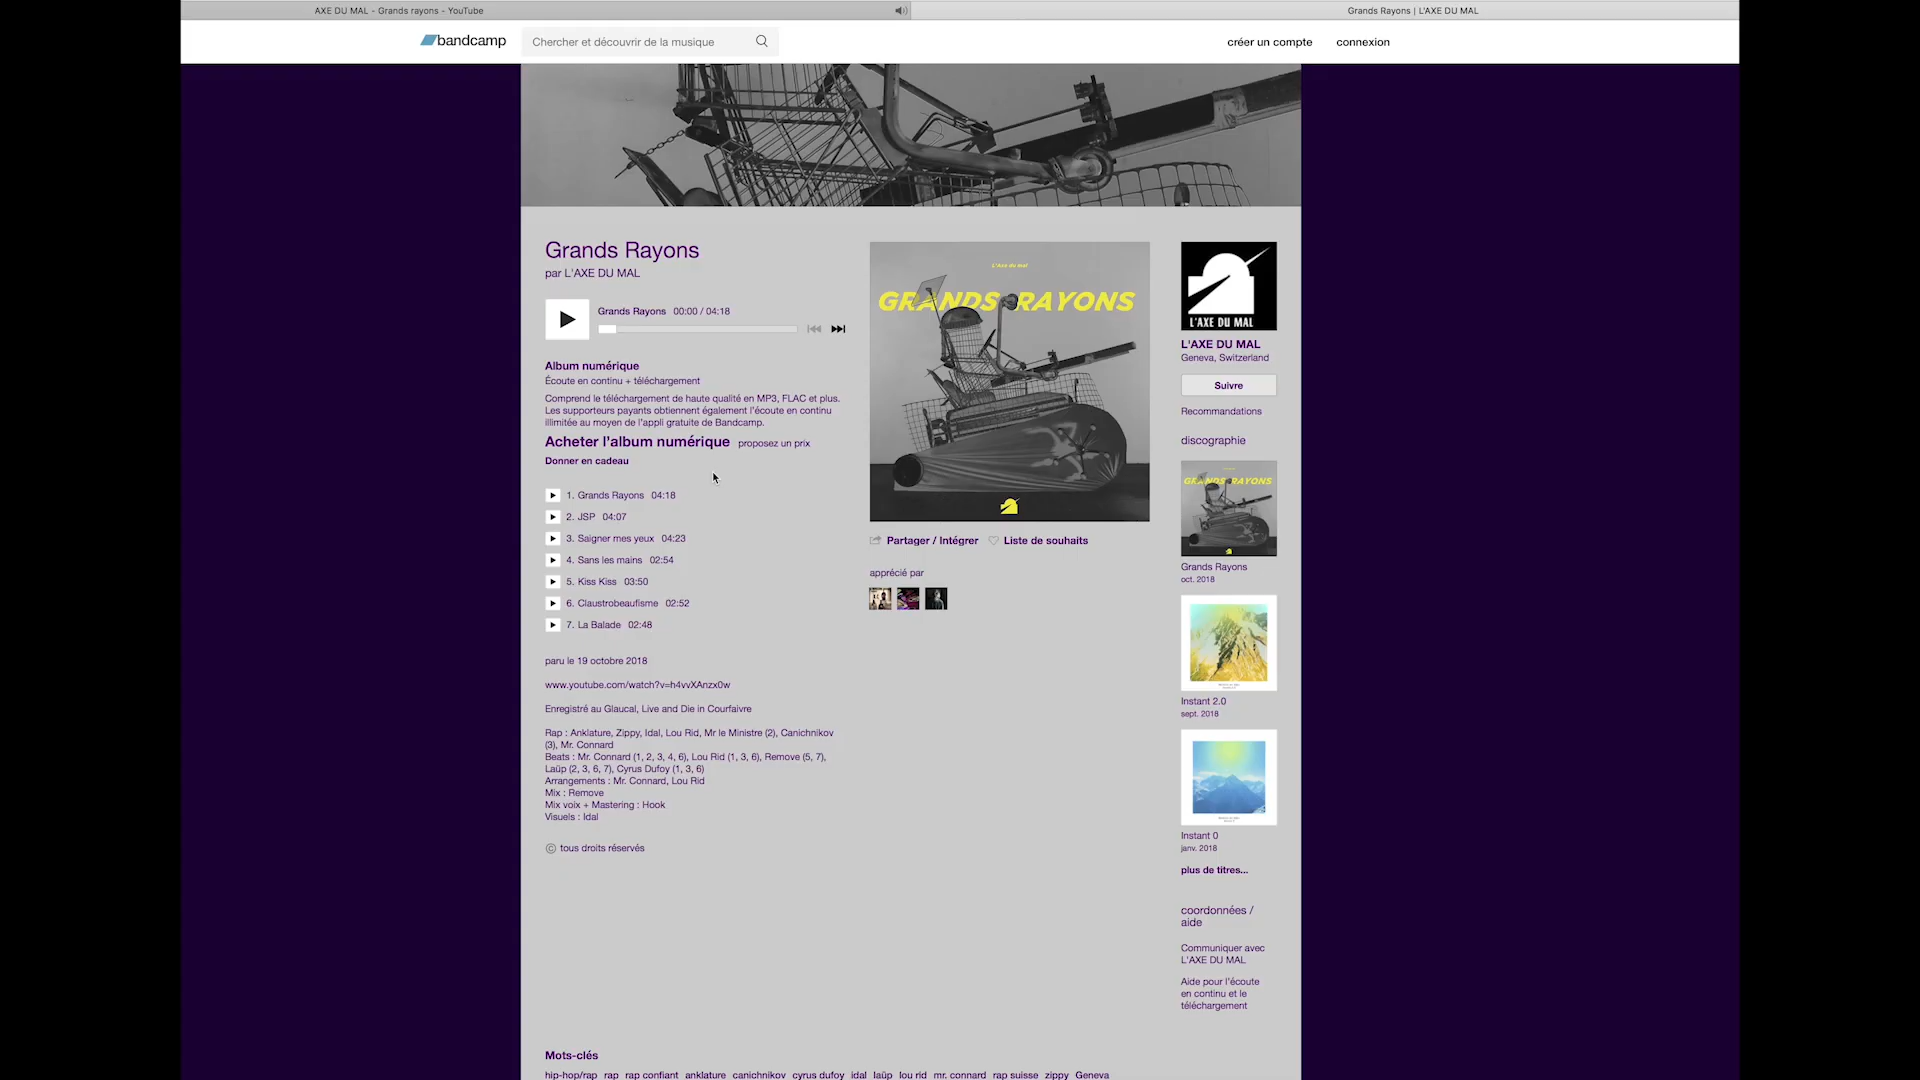 AXE DU MAL - Grands rayons - YouTube
Grands Rayons | L'AXE DU MAL
bandcamp
Chercher et découvrir de la musique
créer un compte
connexion
Grands Rayons
par L'AXE DU MAL
Grands Rayons 00:00 / 04:18
Album numérique
Écoute en continu + téléchargement
Comprend le téléchargement de haute qualité en MP3, FLAC et plus.
Les supporteurs payants obtiennent également l'écoute en continu
illimitée au moyen de l'appli gratuite de Bandcamp.
Acheter l'album numérique proposez un prix
Donner en cadeau
1. Grands Rayons 04:18
2. JSP 04:07
3. Saigner mes yeux 04:23
4. Sans les mains 02:54
5. Kiss Kiss 03:50
6. Claustrobeaufisme 02:52
7. La Balade 02:48
paru le 19 octobre 2018
www.youtube.com/watch?v=h4vvXAnzx0w
Enregistré au Glaucal, Live and Die in Courfaivre
Rap : Anklature, Zippy, Idal, Lou Rid, Mr le Ministre (2), Canichnikov
(3), Mr. Connard
Beats : Mr. Connard (1, 2, 3, 4, 6), Lou Rid (1, 3, 6), Remove (5, 7),
Laüp (2, 3, 6, 7), Cyrus Dufoy (1, 3, 6)
Arrangements : Mr. Connard, Lou Rid
Mix : Remove
Mix voix + Mastering : Hook
Visuels : Idal
© tous droits réservés
L'Axe du mal
GRANDS RAYONS
Partager / Intégrer
Liste de souhaits
apprécié par
L'AXE DU MAL
L'AXE DU MAL
Geneva, Switzerland
Suivre
Recommandations
discographie
GRANDS RAYONS
Grands Rayons
oct. 2018
Instant 2.0
sept. 2018
Instant 0
janv. 2018
plus de titres...
coordonnées /
aide
Communiquer avec
L'AXE DU MAL
Aide pour l'écoute
en continu et le
téléchargement
Mots-clés
hip-hop/rap rap rap confiant anklature canichnikov cyrus dufoy idal laüp lou rid mr. connard rap suisse zippy Geneva